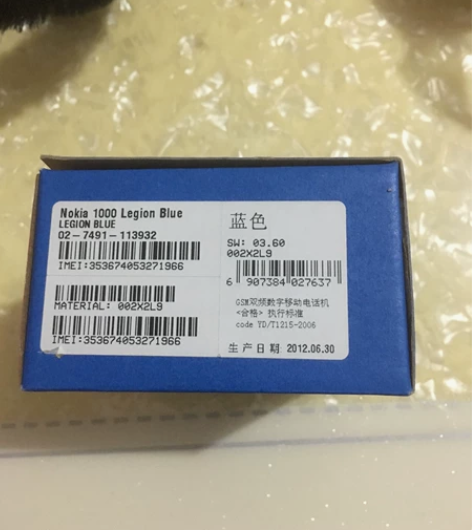 Nokia 1000 Legion Blue
LEGION BLUE
02-7491-113932
IMEI:353674053271966
MATERIAL: 002X2L9
IMEI:353674053271966
蓝色
SW: 03.60
002X2L9
6 907384 027637
GSM双频数字移动电话机
<合格> 执行标准
code YD/T1215-2006
生产日期 2012.06.30